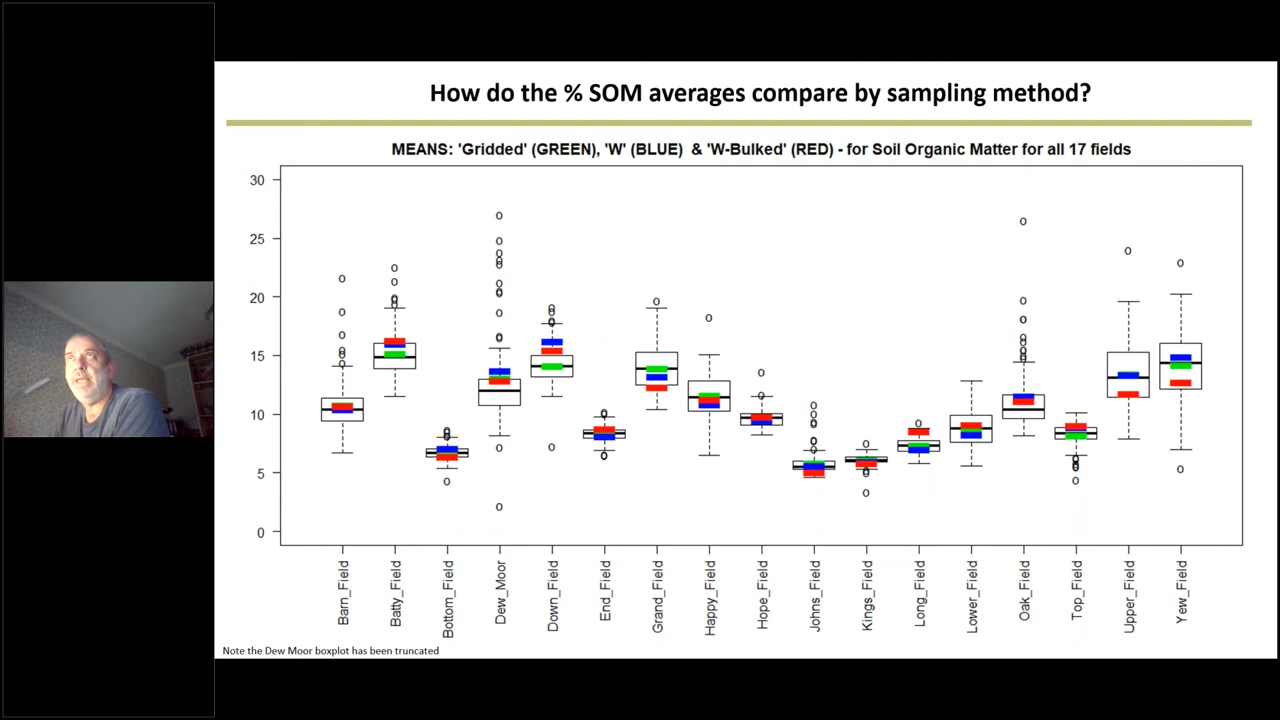 How do the % SOM averages compare by sampling method?
MEANS: 'Gridded' (GREEN), 'W' (BLUE) & 'W-Bulked' (RED) - for Soil Organic Matter for all 17 fields
30
25
20
15
10
5
0
Barn_Field
Batty_Field
Bottom_Field
Dew_Moor
Down_Field
End_Field
Grand_Field
Happy_Field
Hope_Field
Johns_Field
Kings_Field
Long_Field
Lower_Field
Oak_Field
Top_Field
Upper_Field
Yew_Field
Note the Dew Moor boxplot has been truncated